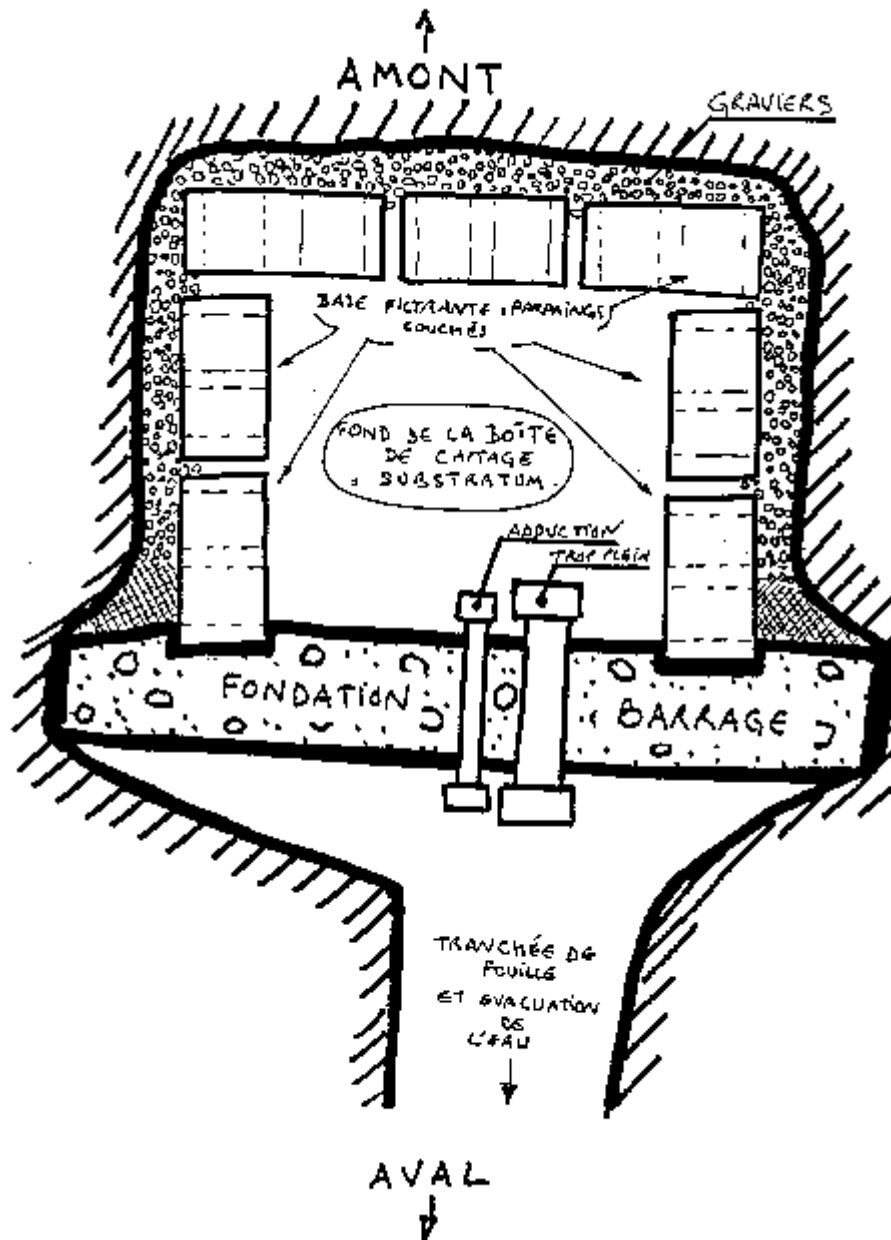 AMONT
GRAVIERS
BASE FILTRANTE : PARPAINGS
COUCHÉS
FOND DE LA BOÎTE
DE CAPTAGE
: SUBSTRATUM.
ADDUCTION
TROP PLEIN
FONDATION
BARRAGE
TRANCHÉE DE
FOUILLE
ET EVACUATION
DE
L'EAU
AVAL